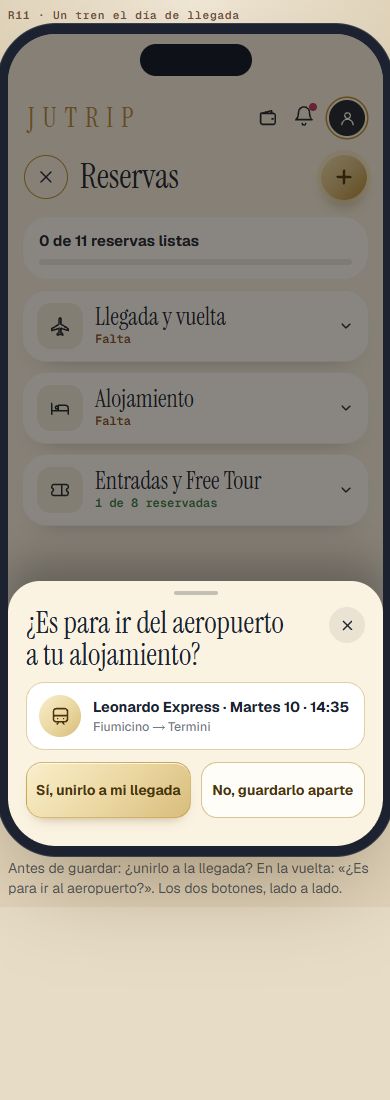 R11 · Un tren el día de llegada
JUTRIP
Reservas
0 de 11 reservas listas
Llegada y vuelta
Falta
Alojamiento
Falta
Entradas y Free Tour
1 de 8 reservadas
¿Es para ir del aeropuerto
a tu alojamiento?
Leonardo Express · Martes 10 · 14:35
Fiumicino → Termini
Sí, unirlo a mi llegada
No, guardarlo aparte
Antes de guardar: ¿unirlo a la llegada? En la vuelta: «¿Es
para ir al aeropuerto?». Los dos botones, lado a lado.